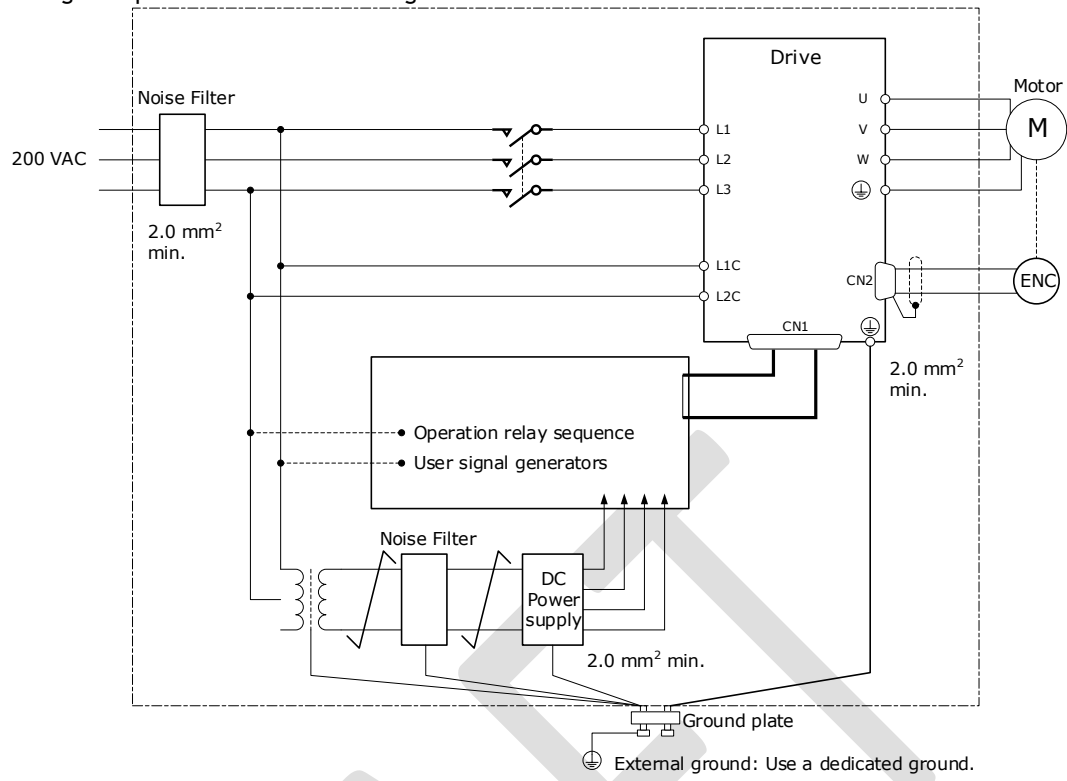 Drive
Motor
Noise Filter
U
L1
V
M
200 VAC
L2
W
L3
2.0 mm²
min.
L1C
CN2
ENC
L2C
CN1
2.0 mm²
min.
Operation relay sequence
User signal generators
Noise Filter
DC
Power
supply
2.0 mm² min.
Ground plate
External ground: Use a dedicated ground.